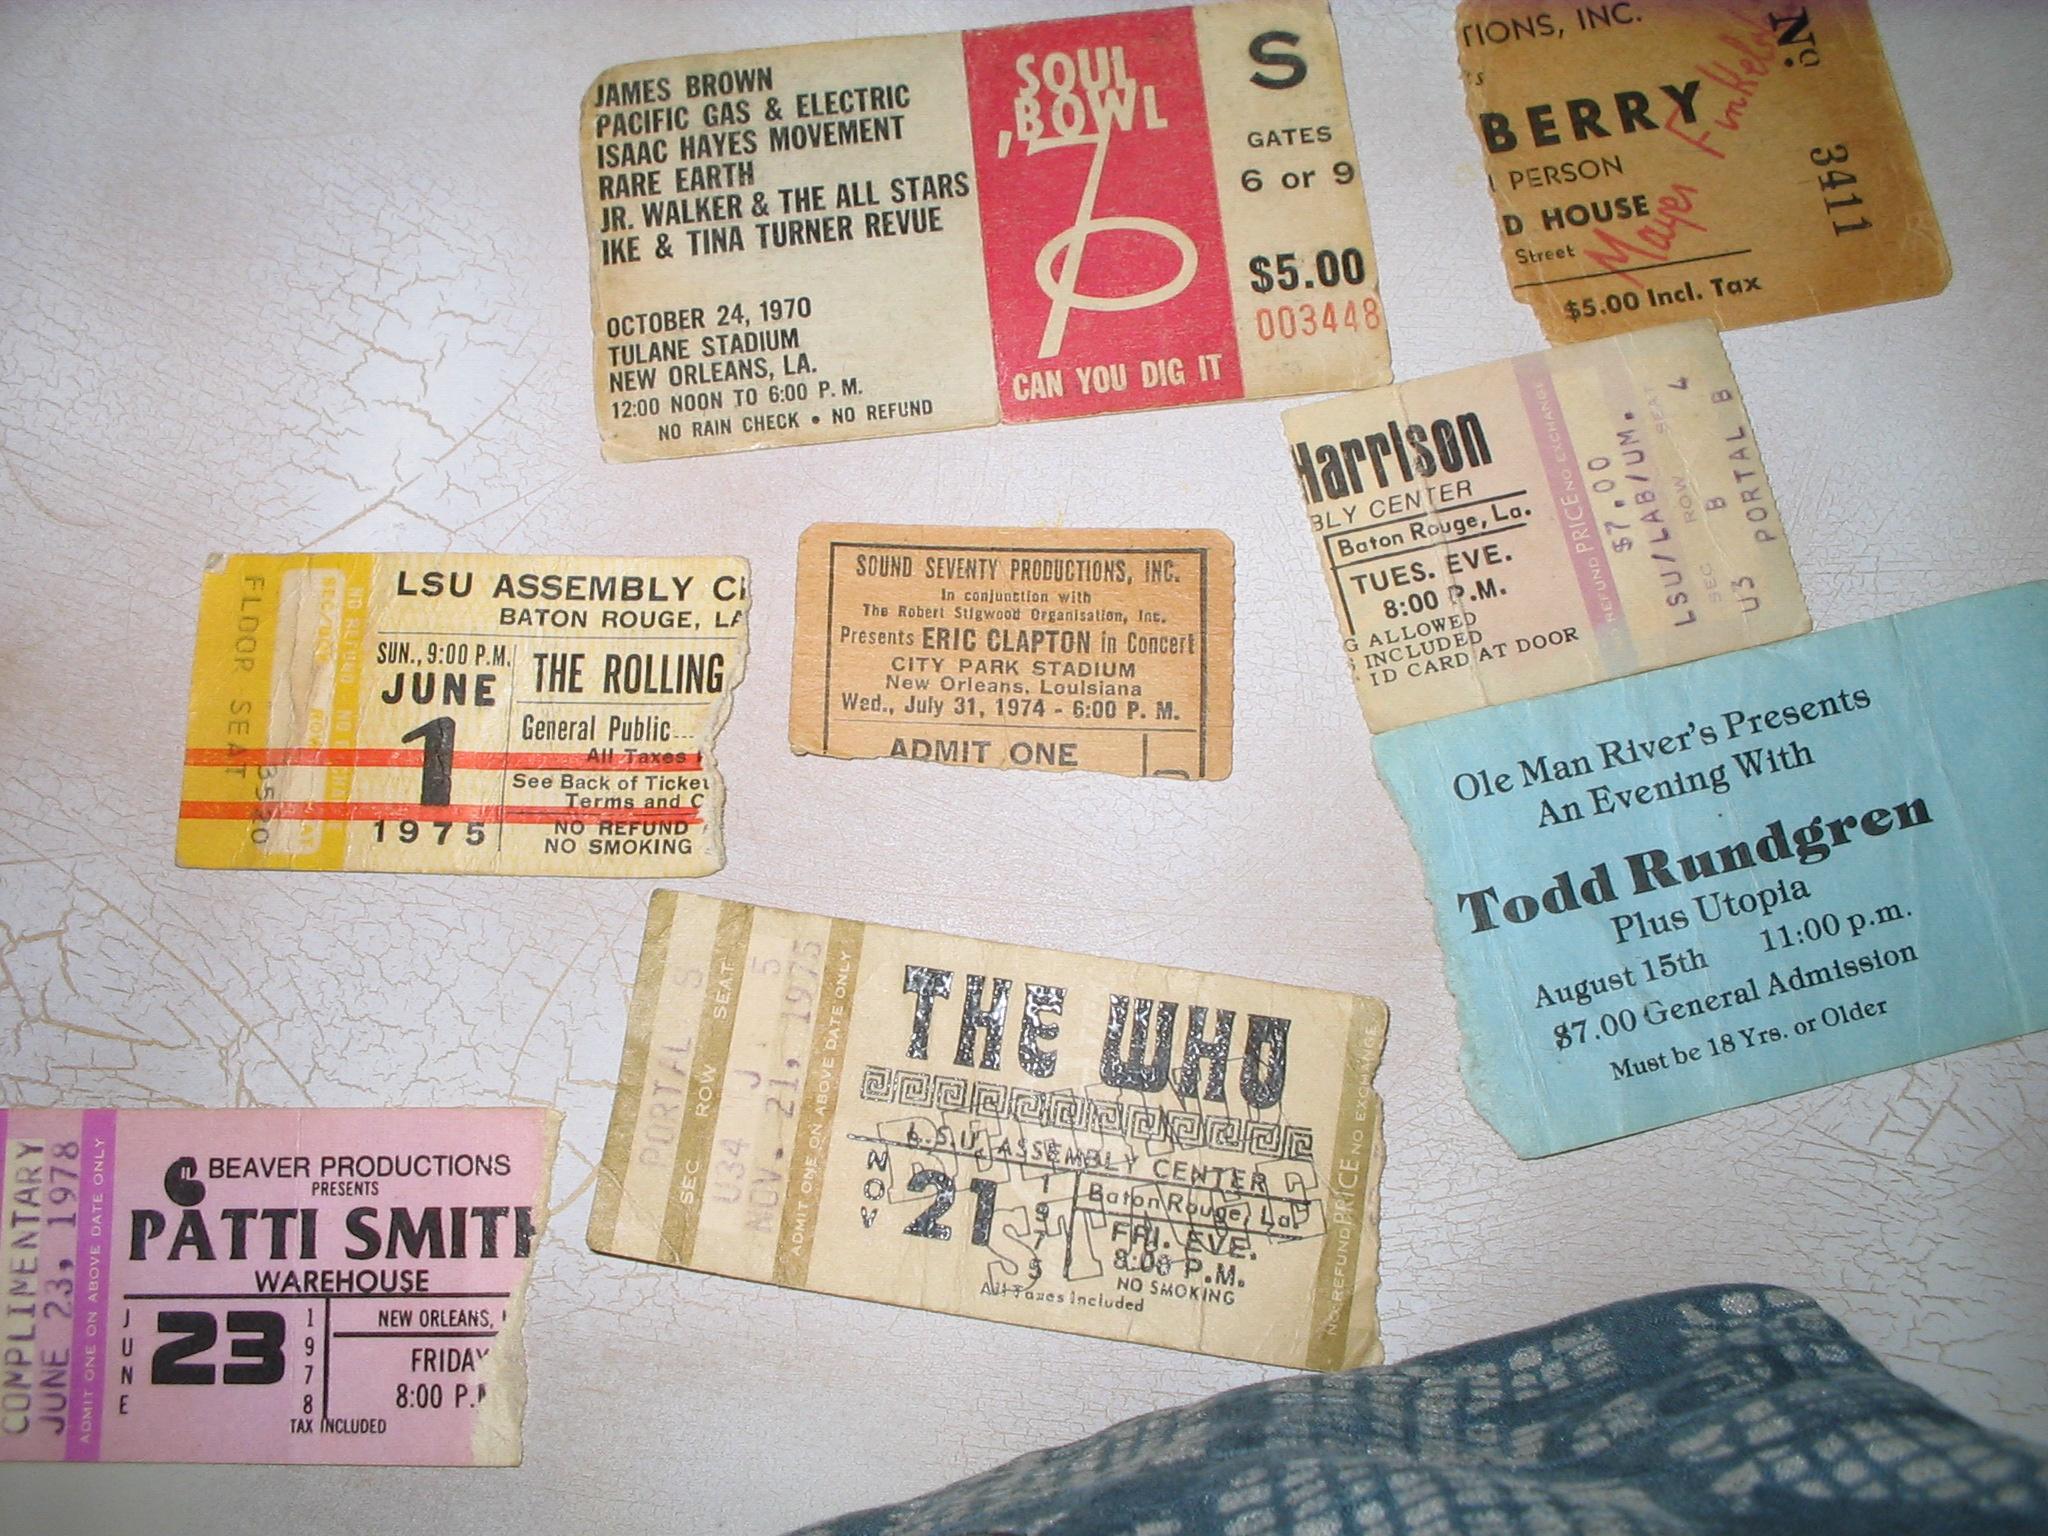 JAMES BROWN
PACIFIC GAS & ELECTRIC
ISAAC HAYES MOVEMENT
RARE EARTH
JR. WALKER & THE ALL STARS
IKE & TINA TURNER REVUE
OCTOBER 24, 1970
TULANE STADIUM
NEW ORLEANS, LA.
12:00 NOON TO 6:00 P. M.
NO RAIN CHECK • NO REFUND
SOUL
BOWL
CAN YOU DIG IT
S
GATES
6 or 9
$5.00
003448
TIONS, INC.
BERRY
PERSON
D HOUSE
Street
$5.00 Incl. Tax
Mayer Finkelst
No.
3411
Harrison
BLY CENTER
Baton Rouge, La.
TUES. EVE.
8:00 P.M.
G ALLOWED
S INCLUDED
ID CARD AT DOOR
REFUND PRICE NO EXCHANGE
$7.00
LSU/LAB/UM.
SEC ROW SEAT
B 4
U3 PORTAL B
LSU ASSEMBLY C
BATON ROUGE, LA
SUN., 9:00 P.M.
JUNE
1
1975
THE ROLLING
General Public
All Taxes
See Back of Ticket
Terms and C
NO REFUND
NO SMOKING
FLOOR SEAT
3520
SOUND SEVENTY PRODUCTIONS, INC.
In conjunction with
The Robert Stigwood Organisation, Inc.
Presents ERIC CLAPTON in Concert
CITY PARK STADIUM
New Orleans, Louisiana
Wed., July 31, 1974 - 6:00 P. M.
ADMIT ONE
Ole Man River's Presents
An Evening With
Todd Rundgren
Plus Utopia
August 15th 11:00 p.m.
$7.00 General Admission
Must be 18 Yrs. or Older
PORTAL S
SEC ROW SEAT
U34 J 5
NOV. 21, 1975
ADMIT ONE ON ABOVE DATE ONLY
THE WHO
L.S.U. ASSEMBLY CENTER
NOV 21 1975
Baton Rouge, La.
FRI. EVE.
8:00 P.M.
NO SMOKING
All Taxes Included
NO REFUND PRICE NO EXCHANGE
COMPLIMENTARY
JUNE 23, 1978
ADMIT ONE ON ABOVE DATE ONLY
BEAVER PRODUCTIONS
PRESENTS
PATTI SMITH
WAREHOUSE
JUNE 23 1978
NEW ORLEANS,
FRIDAY
8:00 P.M
TAX INCLUDED